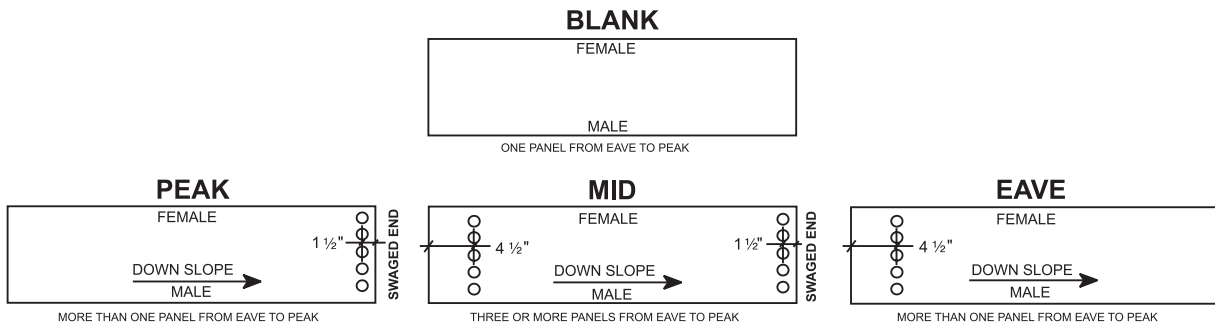 BLANK
FEMALE
MALE
ONE PANEL FROM EAVE TO PEAK
PEAK
FEMALE
1 ½"
DOWN SLOPE
MALE
SWAGED END
MORE THAN ONE PANEL FROM EAVE TO PEAK
MID
FEMALE
4 ½"
1 ½"
DOWN SLOPE
MALE
SWAGED END
THREE OR MORE PANELS FROM EAVE TO PEAK
EAVE
FEMALE
4 ½"
DOWN SLOPE
MALE
MORE THAN ONE PANEL FROM EAVE TO PEAK